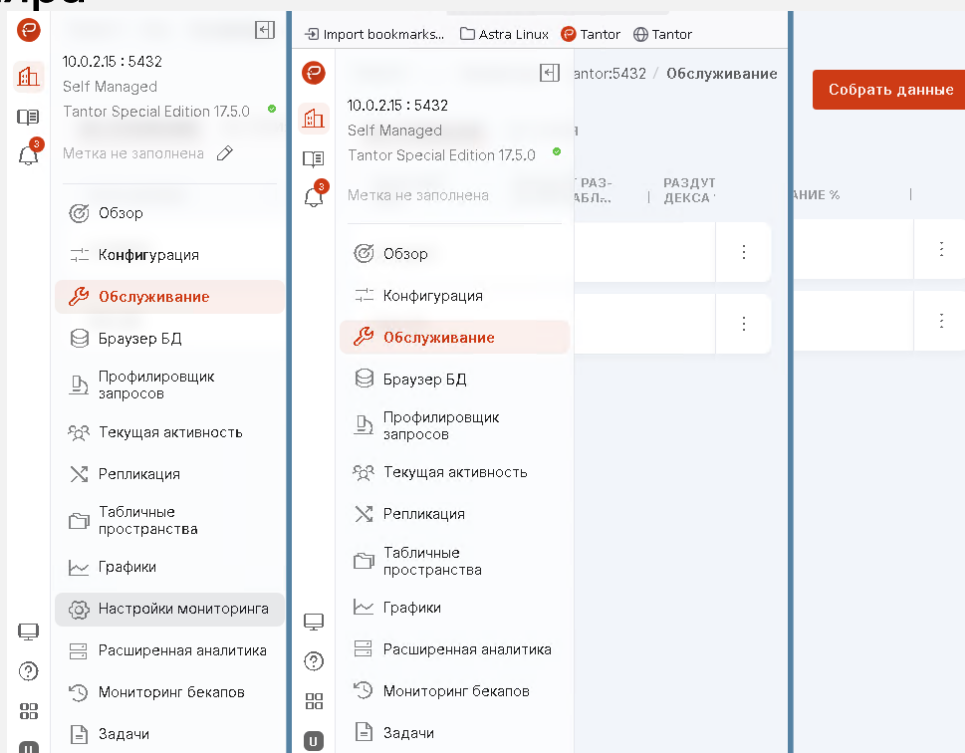 10.0.2.15 : 5432
Self Managed
Tantor Special Edition 17.5.0
3
Метка не заполнена
Обзор
Конфигурация
Обслуживание
Браузер БД
Профилировщик
запросов
Текущая активность
Репликация
Табличные
пространства
Графики
Настройки мониторинга
Расширенная аналитика
Мониторинг бекапов
Задачи
U
Import bookmarks... Astra Linux Tantor Tantor
antor:5432 / Обслуживание
10.0.2.15 : 5432
Self Managed
Tantor Special Edition 17.5.0
3
Метка не заполнена
Обзор
Конфигурация
Обслуживание
Браузер БД
Профилировщик
запросов
Текущая активность
Репликация
Табличные
пространства
Графики
Расширенная аналитика
Мониторинг бекапов
Задачи
U
РАЗДУТ
ДЕКСА
Собрать данные
АНИЕ %